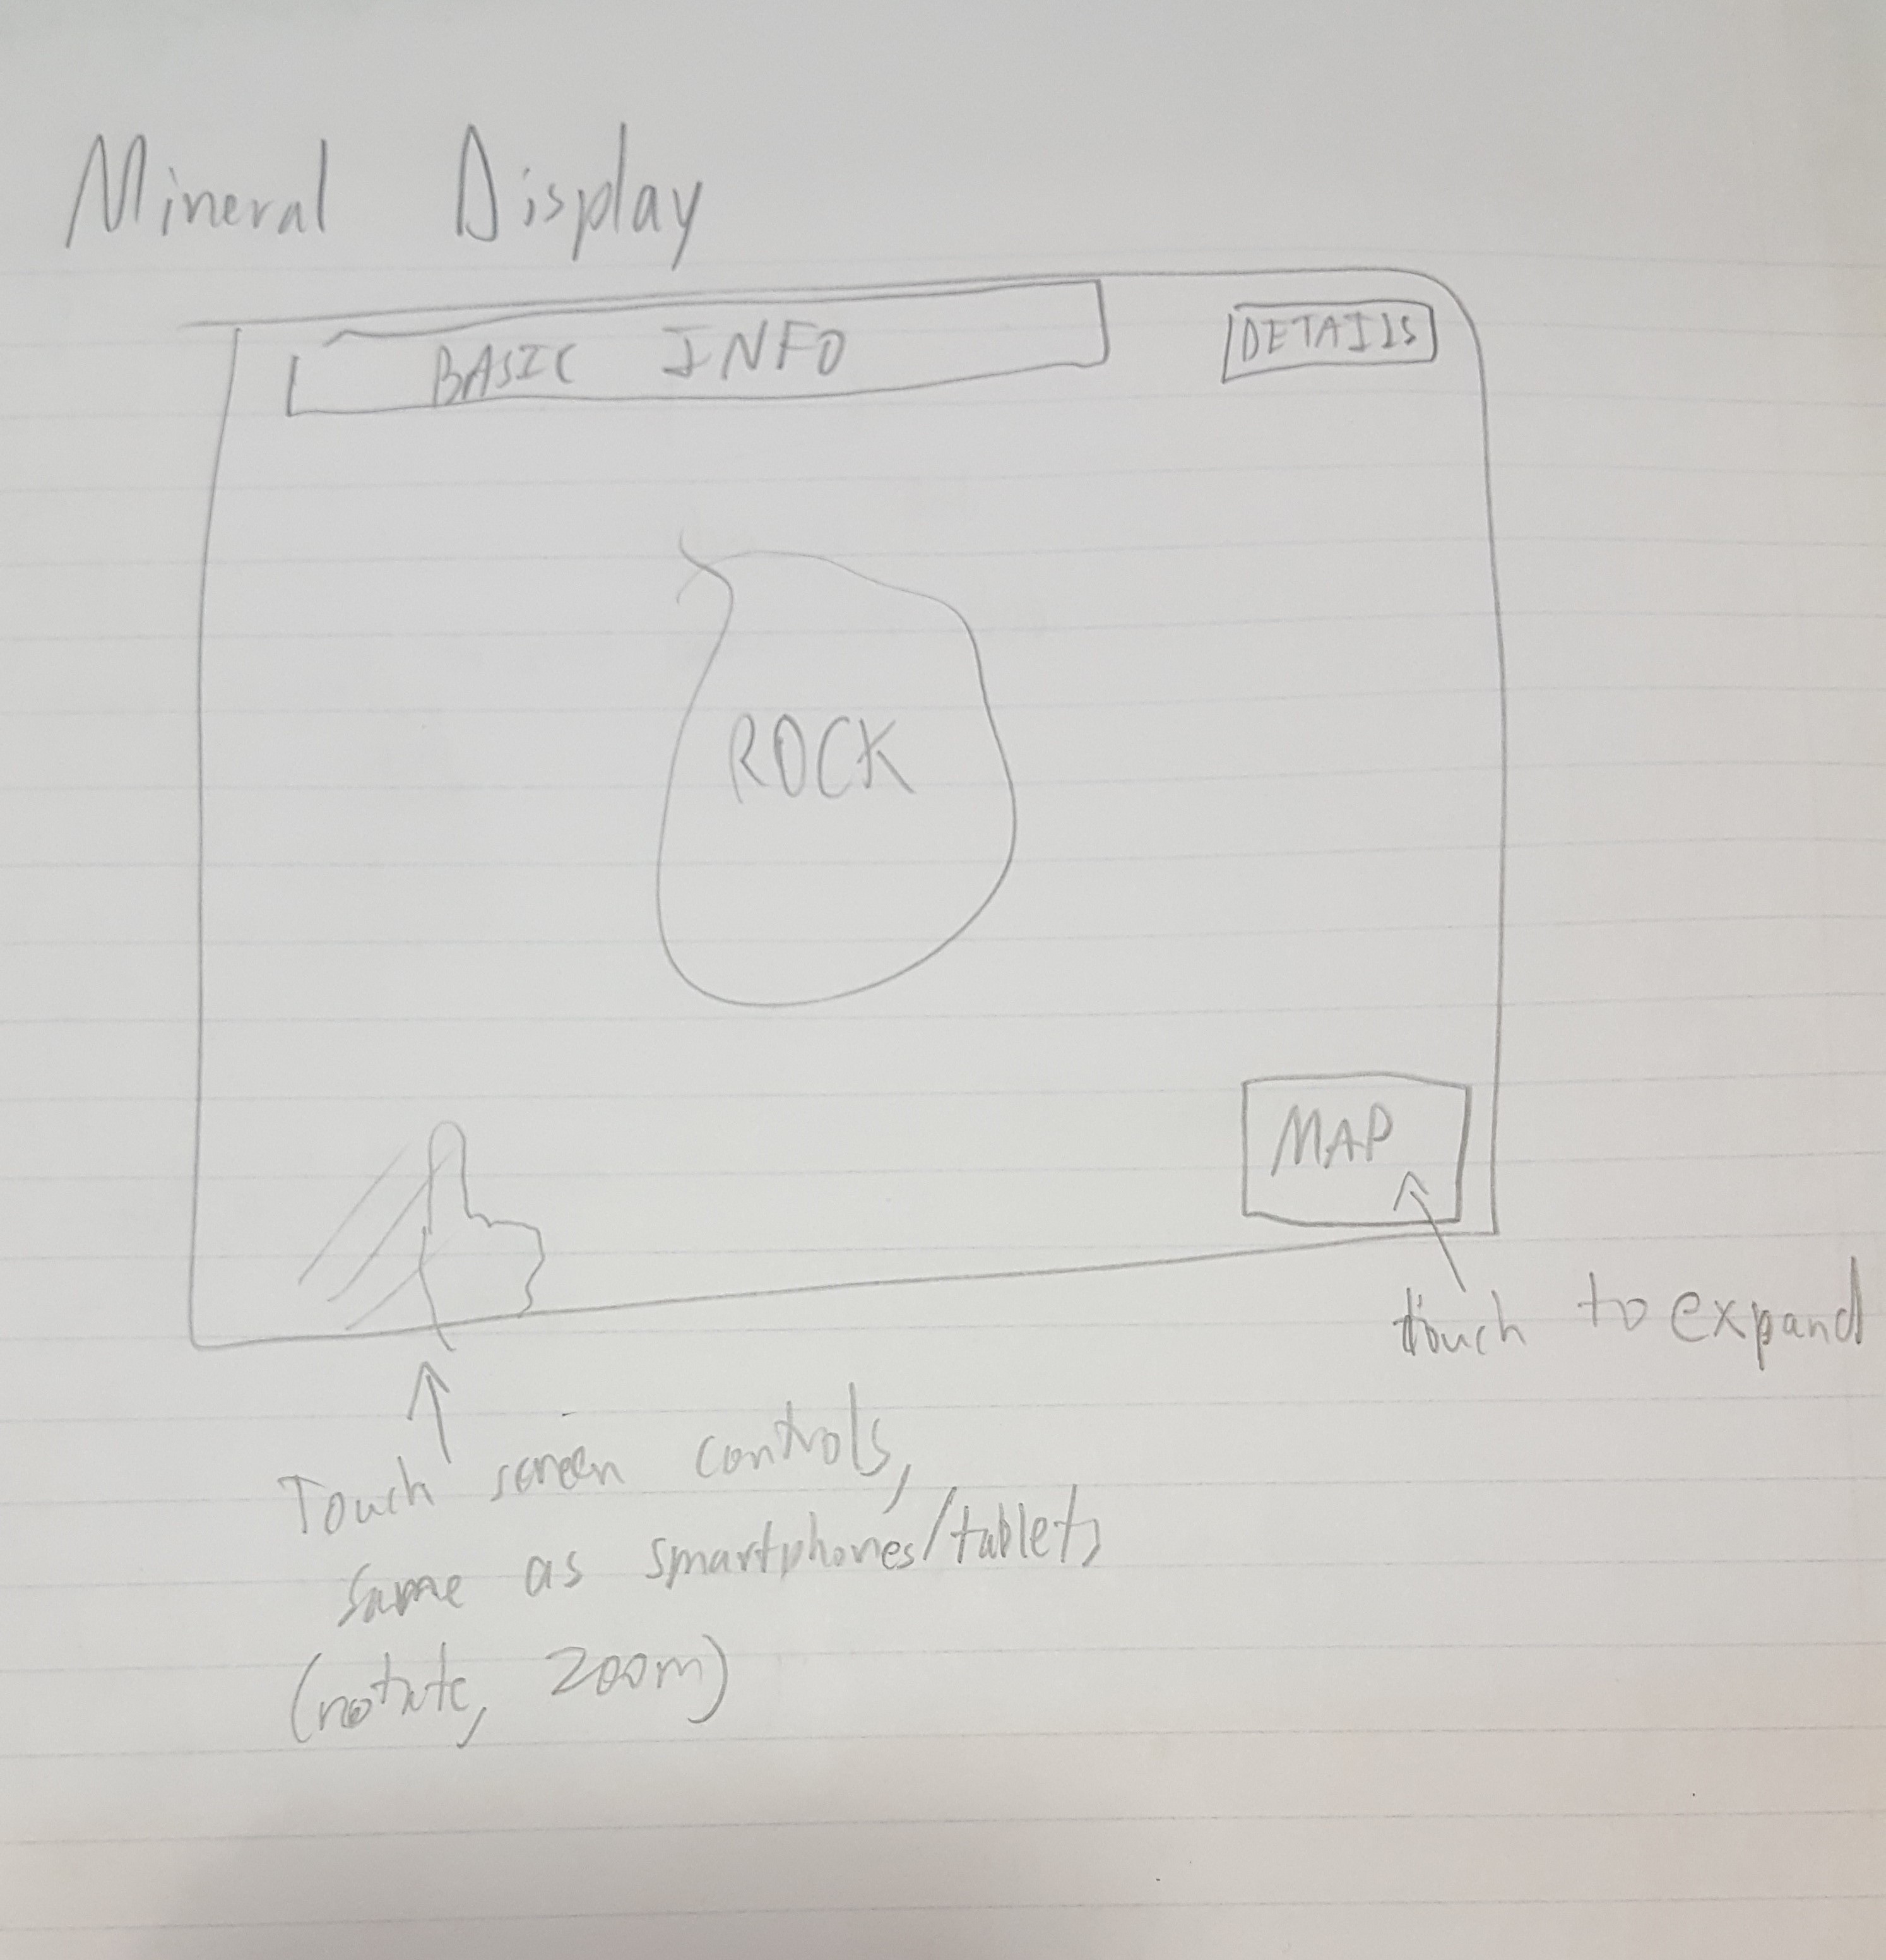 Mineral Display
BASIC INFO
DETAILS
ROCK
MAP
touch to expand
Touch screen controls,
same as smartphones/tablets
(rotate, zoom)